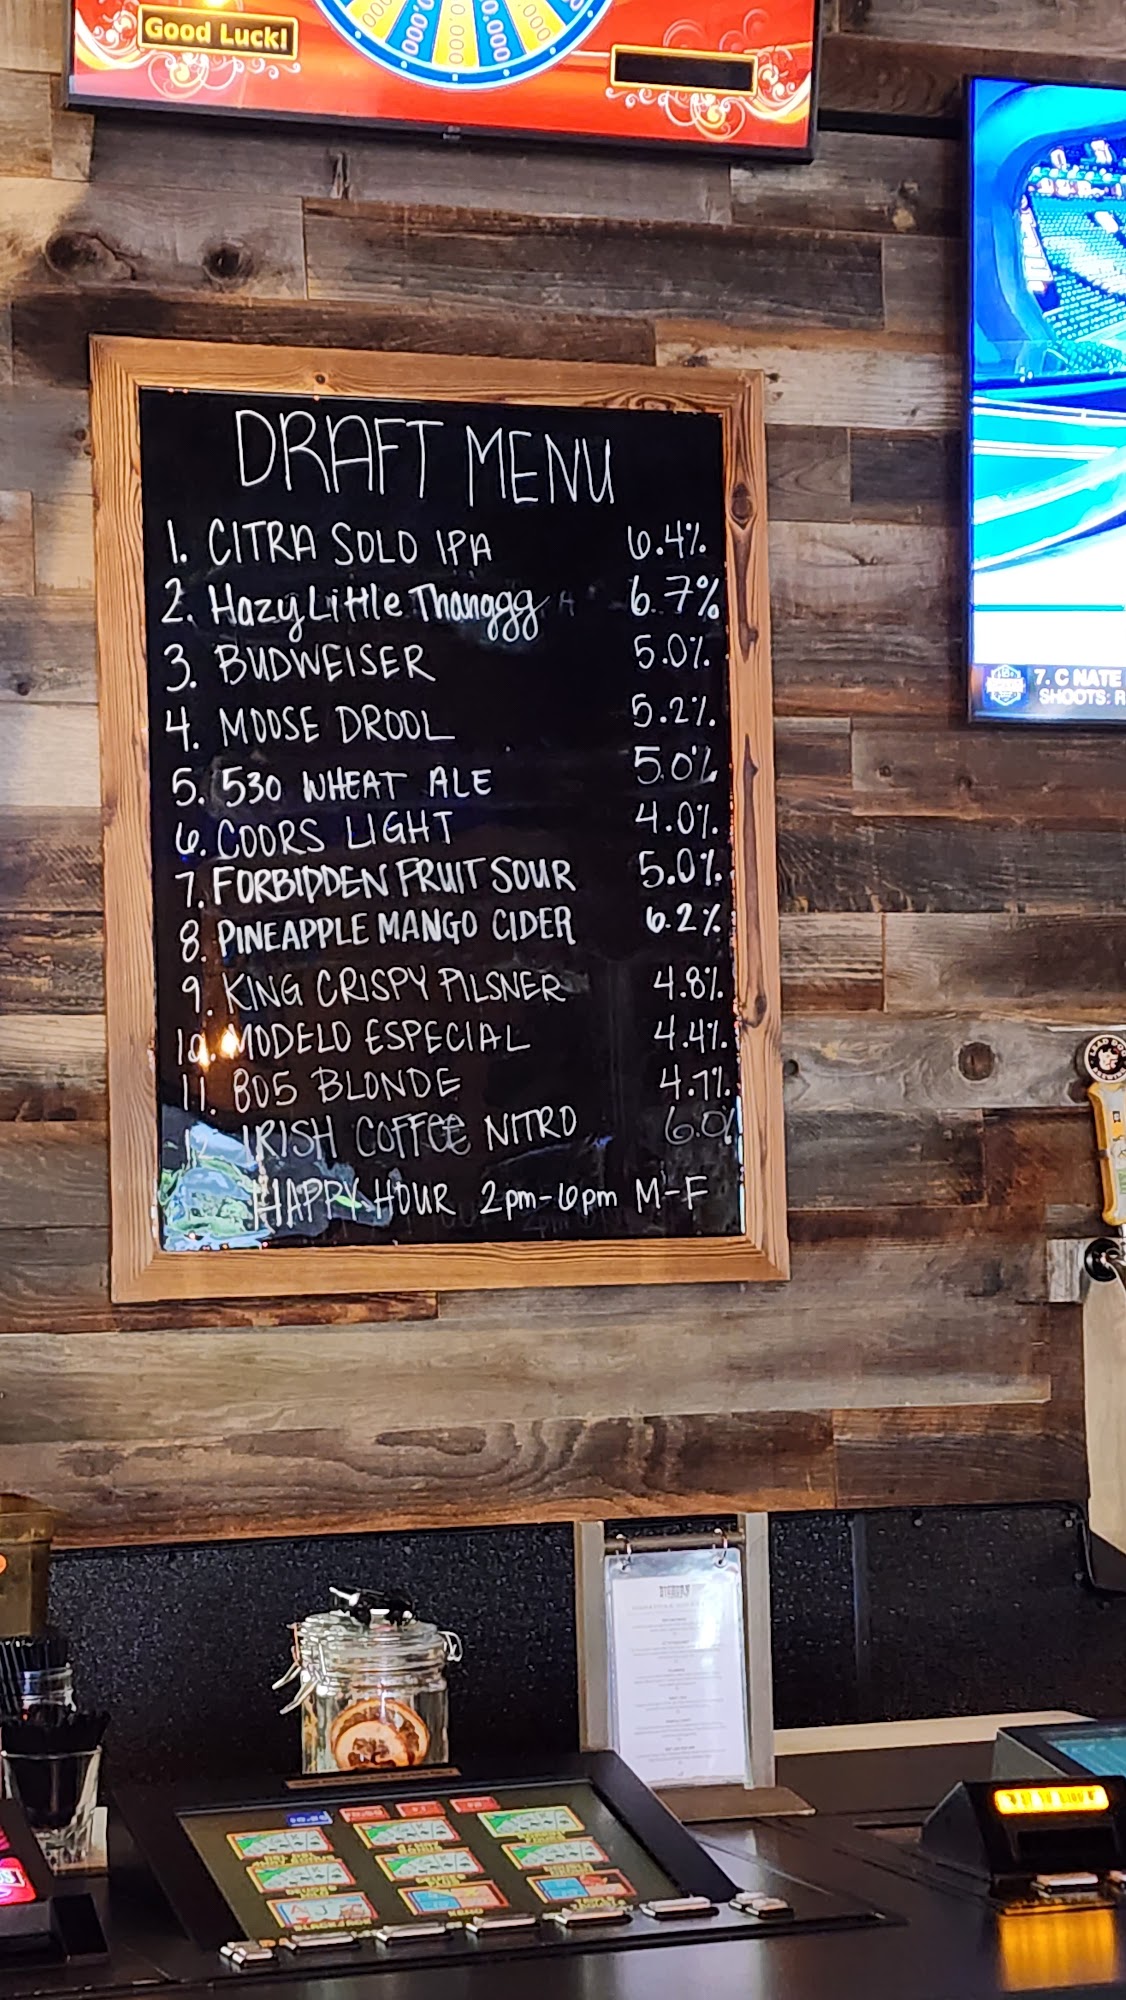 Good Luck!
DRAFT MENU
1. CITRA SOLO IPA 6.4%
2. Hazy Little Thanggg 6.7%
3. BUDWEISER 5.0%
4. MOOSE DROOL 5.2%
5. 530 WHEAT ALE 5.0%
6. COORS LIGHT 4.0%
7. FORBIDDEN FRUIT SOUR 5.0%
8. PINEAPPLE MANGO CIDER 6.2%
9. KING CRISPY PILSNER 4.8%
10. MODELO ESPECIAL 4.4%
11. 805 BLONDE 4.7%
12. IRISH COFFEE NITRO 6.0%
HAPPY HOUR 2pm-6pm M-F
7. C NATE
SHOOTS: R